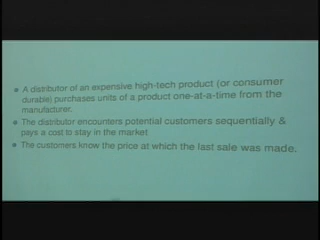 • A distributor of an expensive high-tech product (or consumer
durable) purchases units of a product one-at-a-time from the
manufacturer.
• The distributor encounters potential customers sequentially &
pays a cost to stay in the market
• The customers know the price at which the last sale was made.